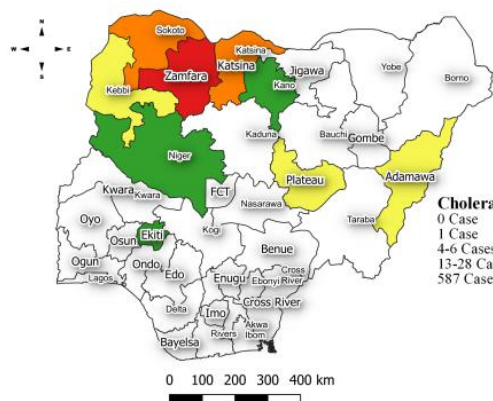 N
W E
S
Sokoto
Katsina
Zamfara
Katsina
Jigawa
Yobe
Borno
Kebbi
Kano
Kaduna
Bauchi
Gombe
Niger
Plateau
Adamawa
Kwara
Kwara
FCT
Nasarawa
Taraba
Oyo
Kogi
Ekiti
Osun
Benue
Ogun
Ondo
Edo
Lagos
Enugu
Ebonyi
Cross
River
Delta
Imo
Cross River
Bayelsa
Rivers
Akwa
Ibom
Cholera
0 Case
1 Case
4-6 Cases
13-28 Ca
587 Case
0 100 200 300 400 km